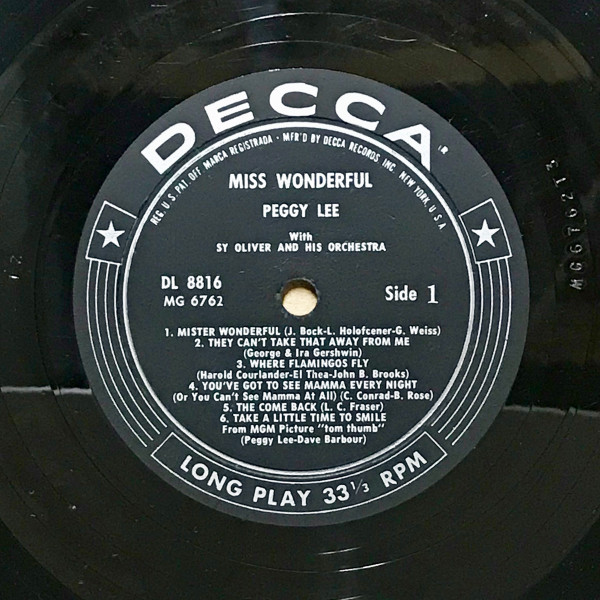 DECCA®
REG. U.S. PAT. OFF. MARCA REGISTRADA • MFR'D BY DECCA RECORDS, INC., NEW YORK, U.S.A.
MISS WONDERFUL
PEGGY LEE
With
SY OLIVER AND HIS ORCHESTRA
DL 8816
MG 6762
Side 1
1. MISTER WONDERFUL (J. Bock-L. Holofcener-G. Weiss)
2. THEY CAN'T TAKE THAT AWAY FROM ME
(George & Ira Gershwin)
3. WHERE FLAMINGOS FLY
(Harold Courlander-El Thea-John B. Brooks)
4. YOU'VE GOT TO SEE MAMMA EVERY NIGHT
(Or You Can't See Mamma At All) (C. Conrad-B. Rose)
5. THE COME BACK (L. C. Fraser)
6. TAKE A LITTLE TIME TO SMILE
From MGM Picture "tom thumb"
(Peggy Lee-Dave Barbour)
LONG PLAY 33⅓ RPM